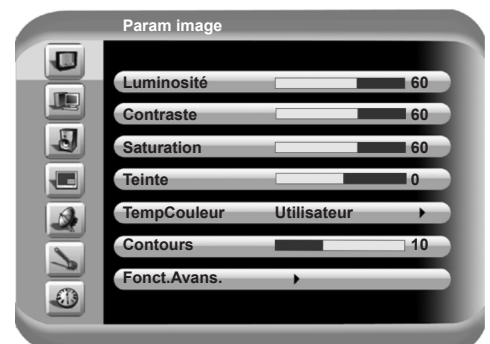 Param image
Luminosité 60
Contraste 60
Saturation 60
Teinte 0
TempCouleur Utilisateur
Contours 10
Fonct.Avans.